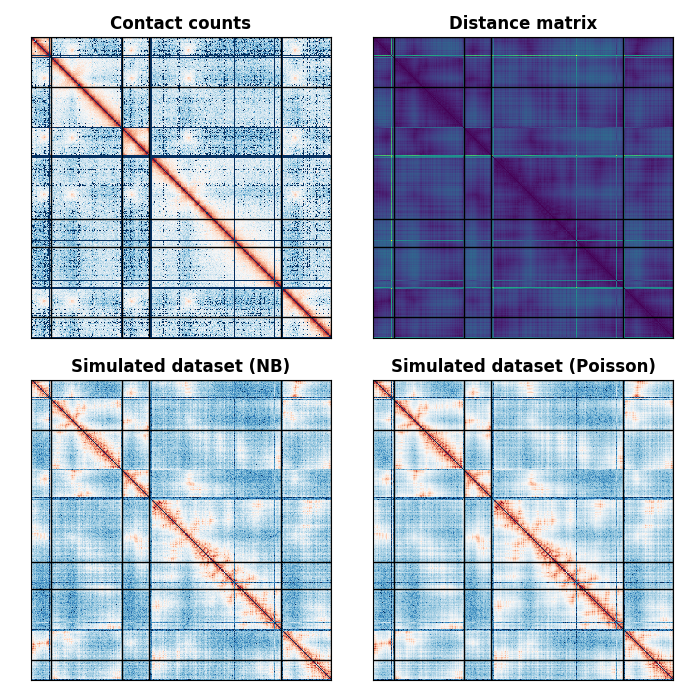 Contact counts
Distance matrix
Simulated dataset (NB)
Simulated dataset (Poisson)